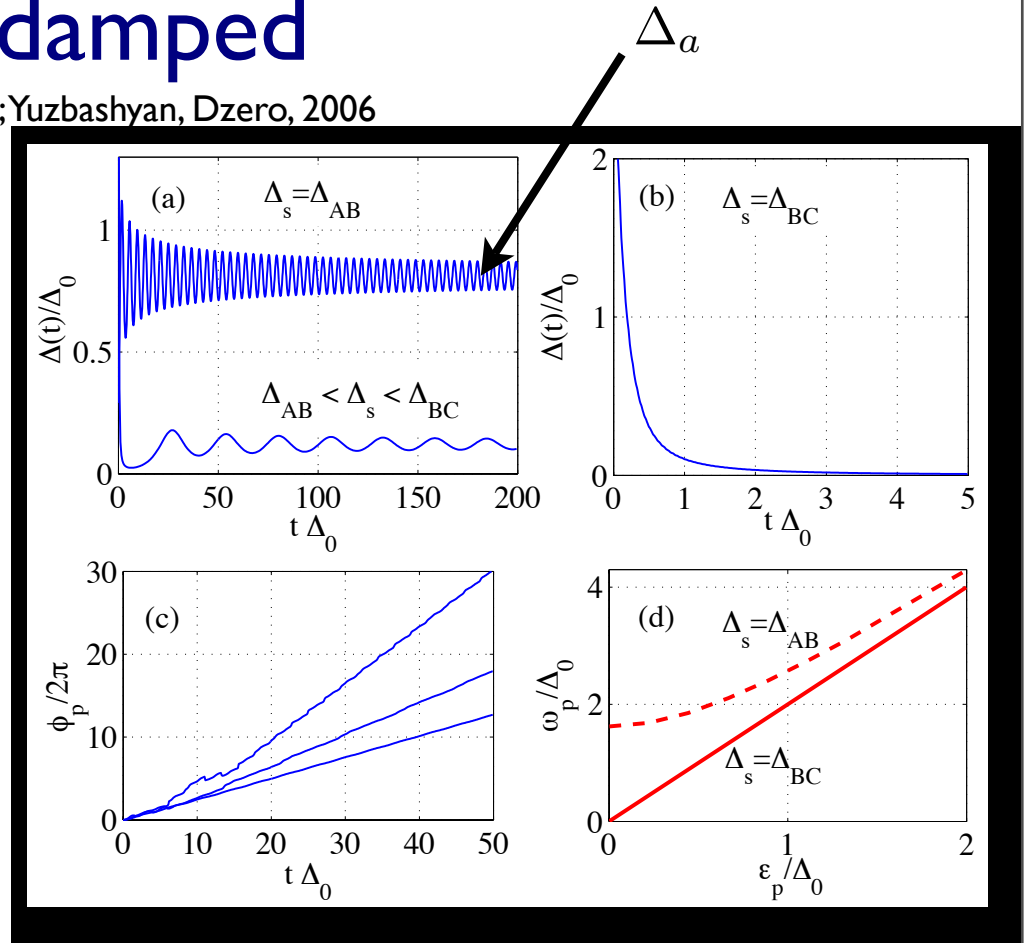 damped
Δa
; Yuzbashyan, Dzero, 2006
(a)
Δs=ΔAB
ΔAB < Δs < ΔBC
Δ(t)/Δ0
1
0.5
0
0 50 100 150 200
t Δ0
(b)
Δs=ΔBC
Δ(t)/Δ0
2
1
0
0 1 2 3 4 5
t Δ0
(c)
ϕp/2π
30
20
10
0
0 10 20 30 40 50
t Δ0
(d)
Δs=ΔAB
Δs=ΔBC
ωp/Δ0
4
2
0
0 1 2
εp/Δ0